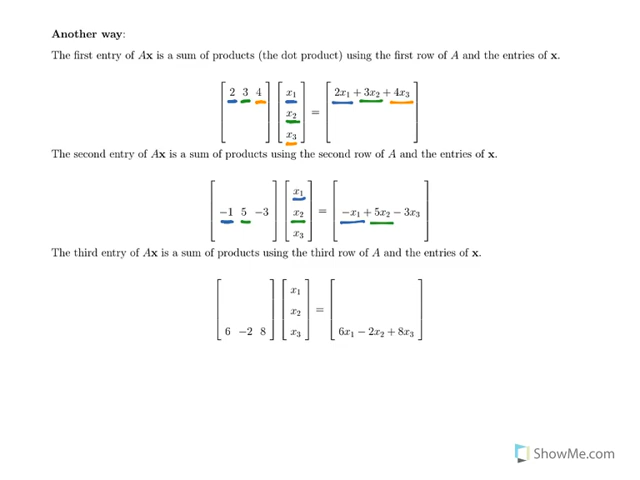 Another way:
The first entry of Ax is a sum of products (the dot product) using the first row of A and the entries of x.
2 3 4 x₁ 2x₁ + 3x₂ + 4x₃
x₂ =
x₃
The second entry of Ax is a sum of products using the second row of A and the entries of x.
x₁
−1 5 −3 x₂ = −x₁ + 5x₂ − 3x₃
x₃
The third entry of Ax is a sum of products using the third row of A and the entries of x.
x₁
x₂ =
6 −2 8 x₃ 6x₁ − 2x₂ + 8x₃
ShowMe.com